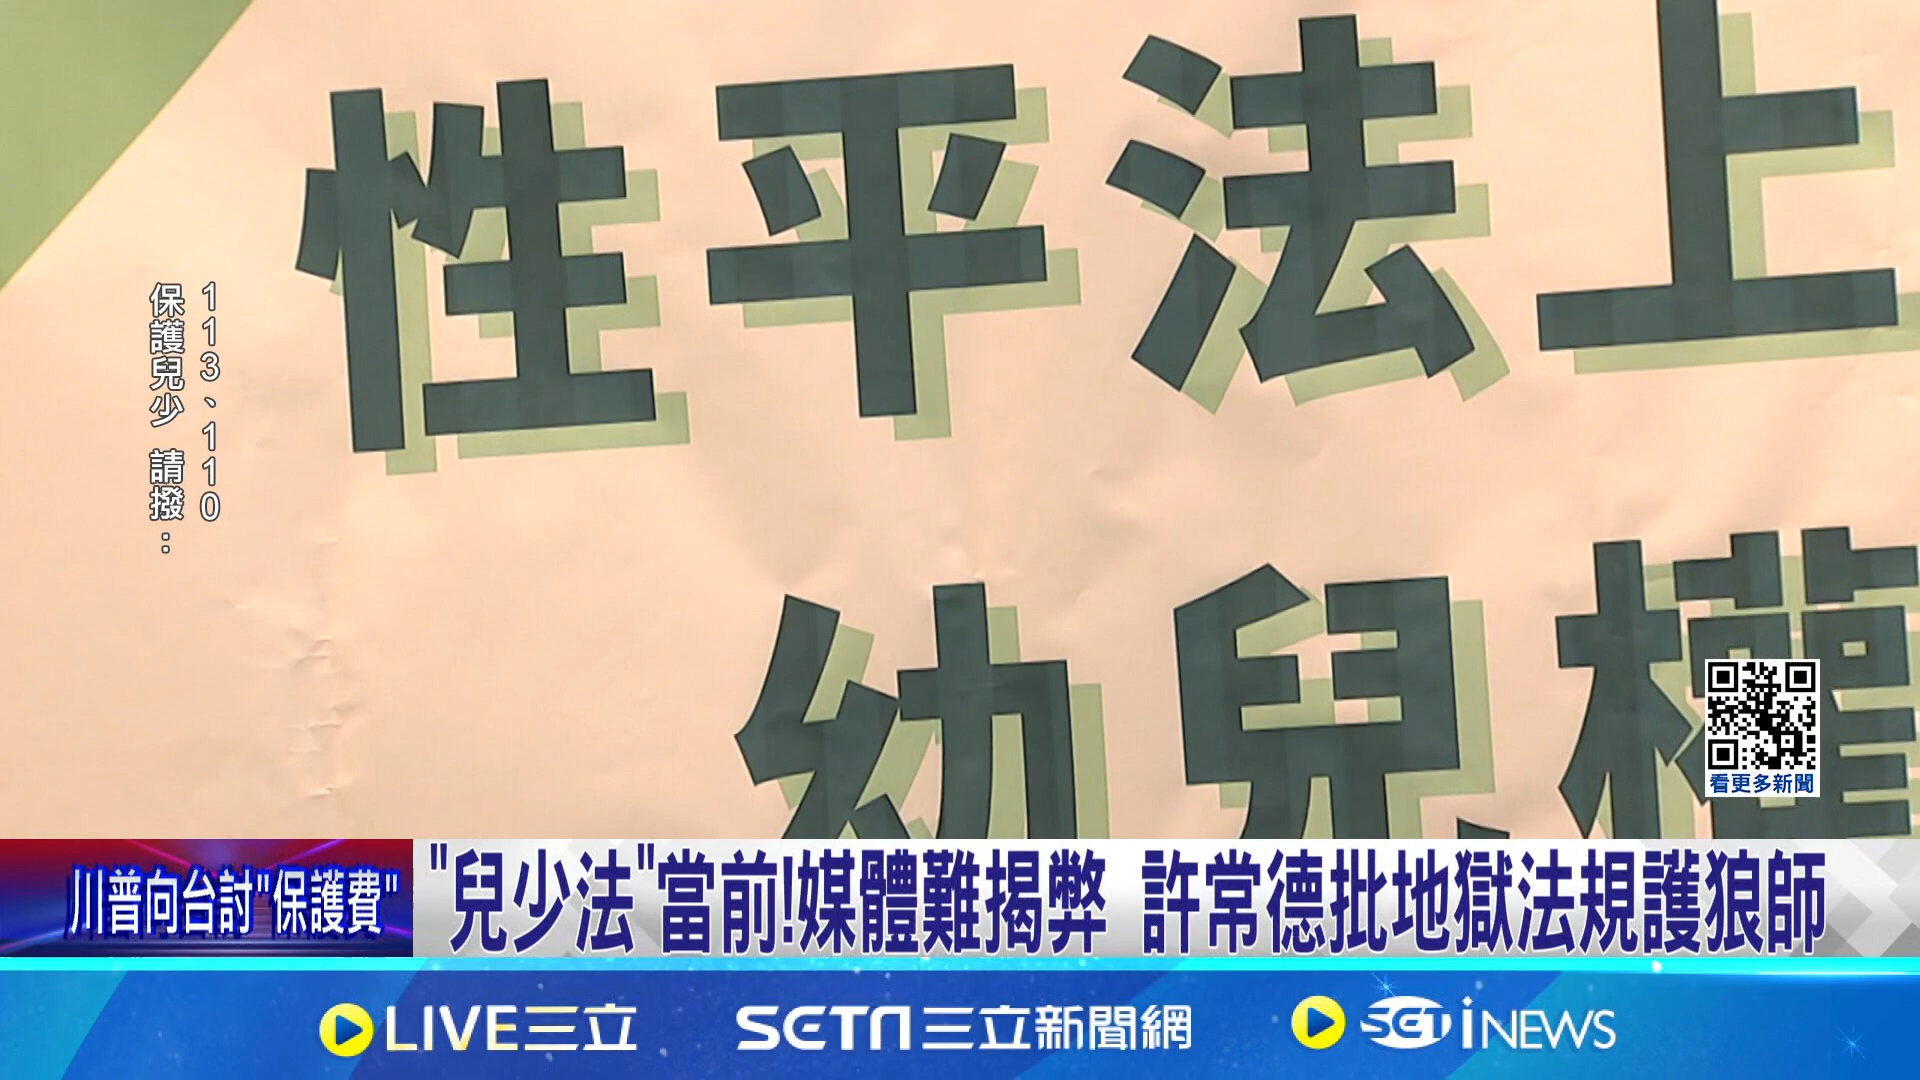 性平法上
幼兒權
113、110
保護兒少 請撥：
看更多新聞
川普向台討"保護費"
"兒少法"當前!媒體難揭弊 許常德批地獄法規護狼師
LIVE三立
SETN三立新聞網
SET iNEWS